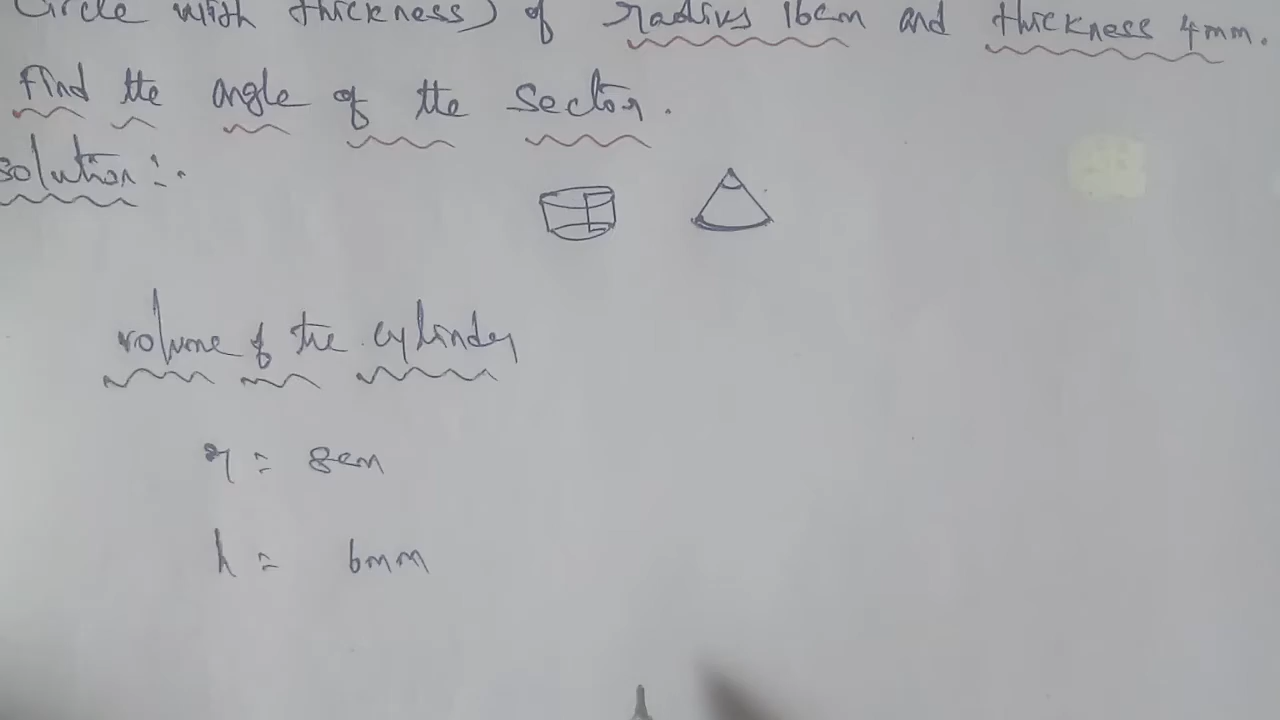 Circle with thickness) of radius 16cm and thickness 4mm.
Find the angle of the sector.
solution :-
volume of the cylinder
r = 8cm
h = 6mm